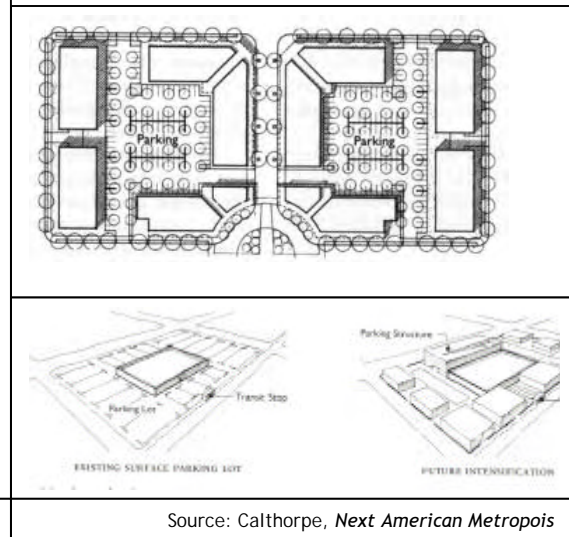 Parking
Parking
Parking Structure
Parking Lot
Transit Stop
EXISTING SURFACE PARKING LOT
FUTURE INTENSIFICATION
Source: Calthorpe, Next American Metropois